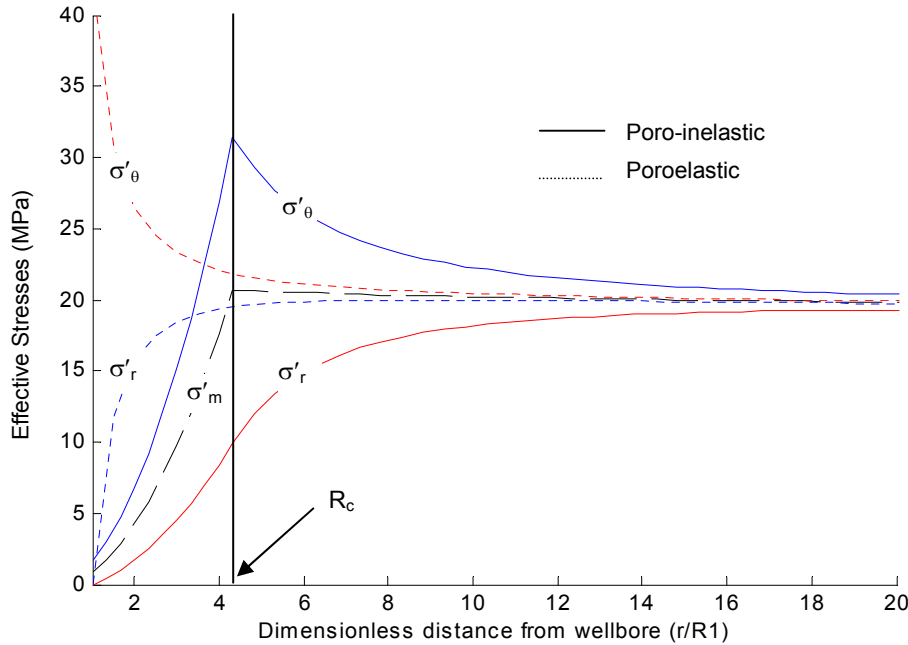 40
35
30
25
20
15
10
5
0
Effective Stresses (MPa)
Poro-inelastic
Poroelastic
σ'θ
σ'θ
σ'r
σ'm
σ'r
Rc
2 4 6 8 10 12 14 16 18 20
Dimensionless distance from wellbore (r/R1)